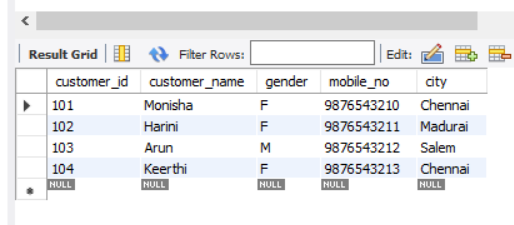 Result Grid Filter Rows: Edit:
customer_id customer_name gender mobile_no city
101 Monisha F 9876543210 Chennai
102 Harini F 9876543211 Madurai
103 Arun M 9876543212 Salem
104 Keerthi F 9876543213 Chennai
NULL NULL NULL NULL NULL